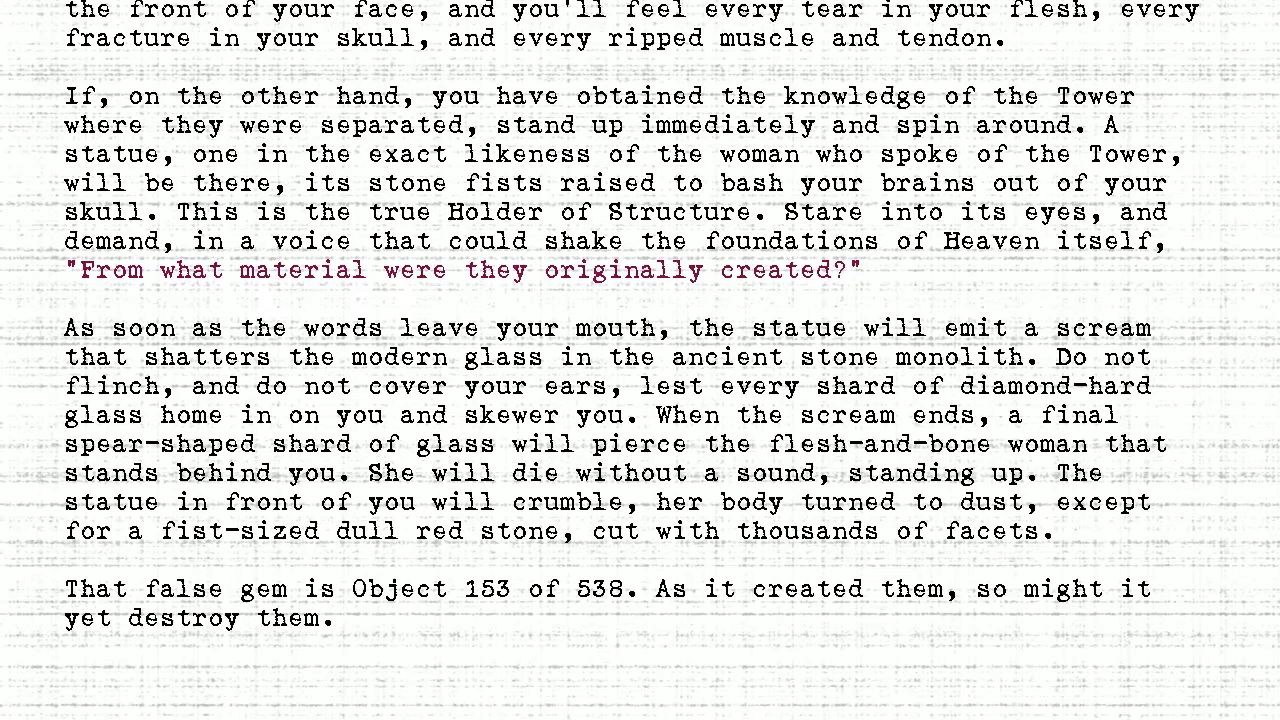 the front of your face, and you'll feel every tear in your flesh, every
fracture in your skull, and every ripped muscle and tendon.
If, on the other hand, you have obtained the knowledge of the Tower
where they were separated, stand up immediately and spin around. A
statue, one in the exact likeness of the woman who spoke of the Tower,
will be there, its stone fists raised to bash your brains out of your
skull. This is the true Holder of Structure. Stare into its eyes, and
demand, in a voice that could shake the foundations of Heaven itself,
"From what material were they originally created?"
As soon as the words leave your mouth, the statue will emit a scream
that shatters the modern glass in the ancient stone monolith. Do not
flinch, and do not cover your ears, lest every shard of diamond-hard
glass home in on you and skewer you. When the scream ends, a final
spear-shaped shard of glass will pierce the flesh-and-bone woman that
stands behind you. She will die without a sound, standing up. The
statue in front of you will crumble, her body turned to dust, except
for a fist-sized dull red stone, cut with thousands of facets.
That false gem is Object 153 of 538. As it created them, so might it
yet destroy them.